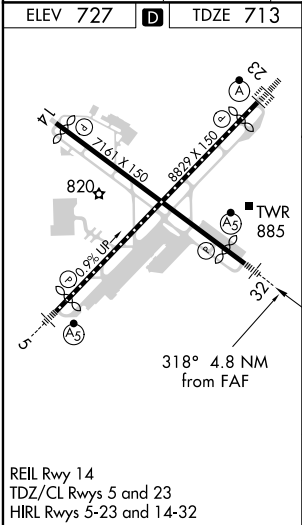 ELEV 727 D TDZE 713
A
23
14
P
P
7161 X 150
8829 X 150
820
TWR
885
A5
P
0.9% UP
P
32
A5
5
318° 4.8 NM
from FAF
REIL Rwy 14
TDZ/CL Rwys 5 and 23
HIRL Rwys 5-23 and 14-32